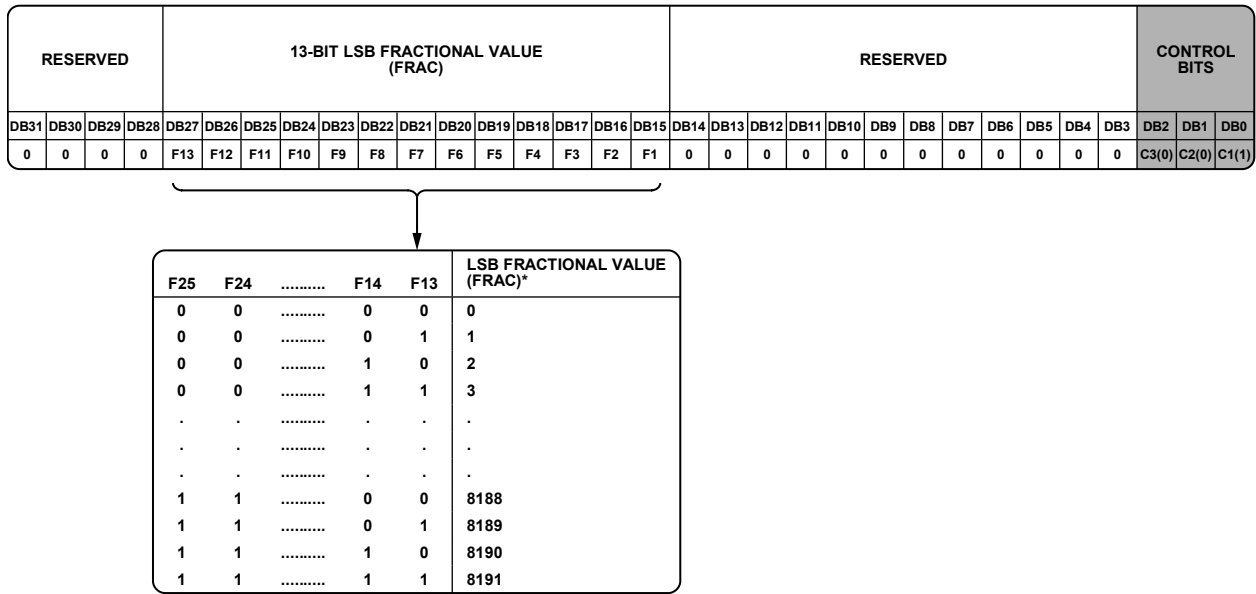 RESERVED
13-BIT LSB FRACTIONAL VALUE
(FRAC)
RESERVED
CONTROL
BITS
DB31 DB30 DB29 DB28 DB27 DB26 DB25 DB24 DB23 DB22 DB21 DB20 DB19 DB18 DB17 DB16 DB15 DB14 DB13 DB12 DB11 DB10 DB9 DB8 DB7 DB6 DB5 DB4 DB3 DB2 DB1 DB0
0 0 0 0 F13 F12 F11 F10 F9 F8 F7 F6 F5 F4 F3 F2 F1 0 0 0 0 0 0 0 0 0 0 0 0 C3(0) C2(0) C1(1)
F25 F24 .......... F14 F13 LSB FRACTIONAL VALUE
(FRAC)*
0 0 .......... 0 0 0
0 0 .......... 0 1 1
0 0 .......... 1 0 2
0 0 .......... 1 1 3
. . .......... . . .
. . .......... . . .
. . .......... . . .
1 1 .......... 0 0 8188
1 1 .......... 0 1 8189
1 1 .......... 1 0 8190
1 1 .......... 1 1 8191